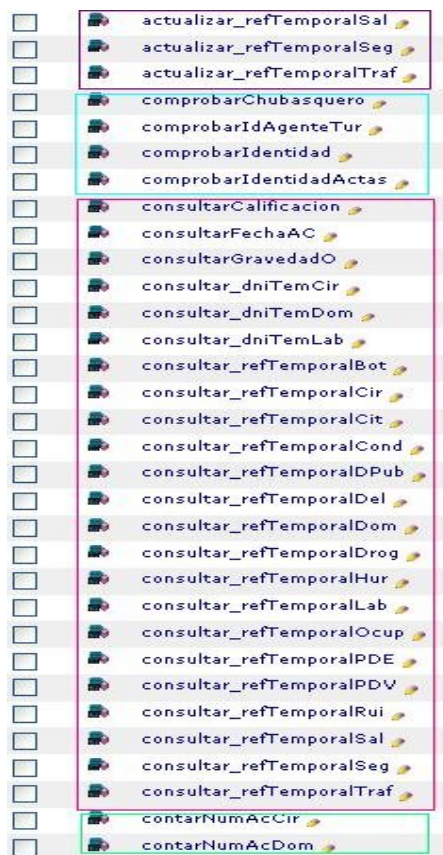 actualizar_refTemporalSal
actualizar_refTemporalSeg
actualizar_refTemporalTraf
comprobarChubasquero
comprobarIdAgenteTur
comprobarIdentidad
comprobarIdentidadActas
consultarCalificacion
consultarFechaAC
consultarGravedadO
consultar_dniTemCir
consultar_dniTemDom
consultar_dniTemLab
consultar_refTemporalBot
consultar_refTemporalCir
consultar_refTemporalCit
consultar_refTemporalCond
consultar_refTemporalDPub
consultar_refTemporalDel
consultar_refTemporalDom
consultar_refTemporalDrog
consultar_refTemporalHur
consultar_refTemporalLab
consultar_refTemporalOcup
consultar_refTemporalPDE
consultar_refTemporalPDV
consultar_refTemporalRui
consultar_refTemporalSal
consultar_refTemporalSeg
consultar_refTemporalTraf
contarNumAcCir
contarNumAcDom